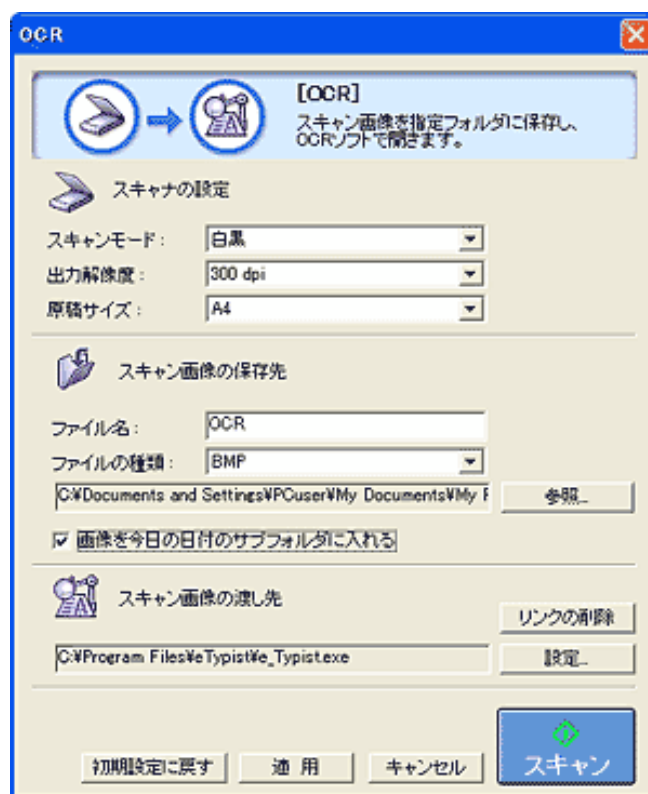 OCR
[OCR]
スキャン画像を指定フォルダに保存し、
OCRソフトで開きます。
スキャナの設定
スキャンモード：
白黒
出力解像度：
300 dpi
原稿サイズ：
A4
スキャン画像の保存先
ファイル名：
OCR
ファイルの種類：
BMP
C:¥Documents and Settings¥PCuser¥My Documents¥My P
参照...
画像を今日の日付のサブフォルダに入れる
スキャン画像の渡し先
リンクの削除
C:¥Program Files¥eTypist¥e_Typist.exe
設定...
初期設定に戻す
適 用
キャンセル
スキャン